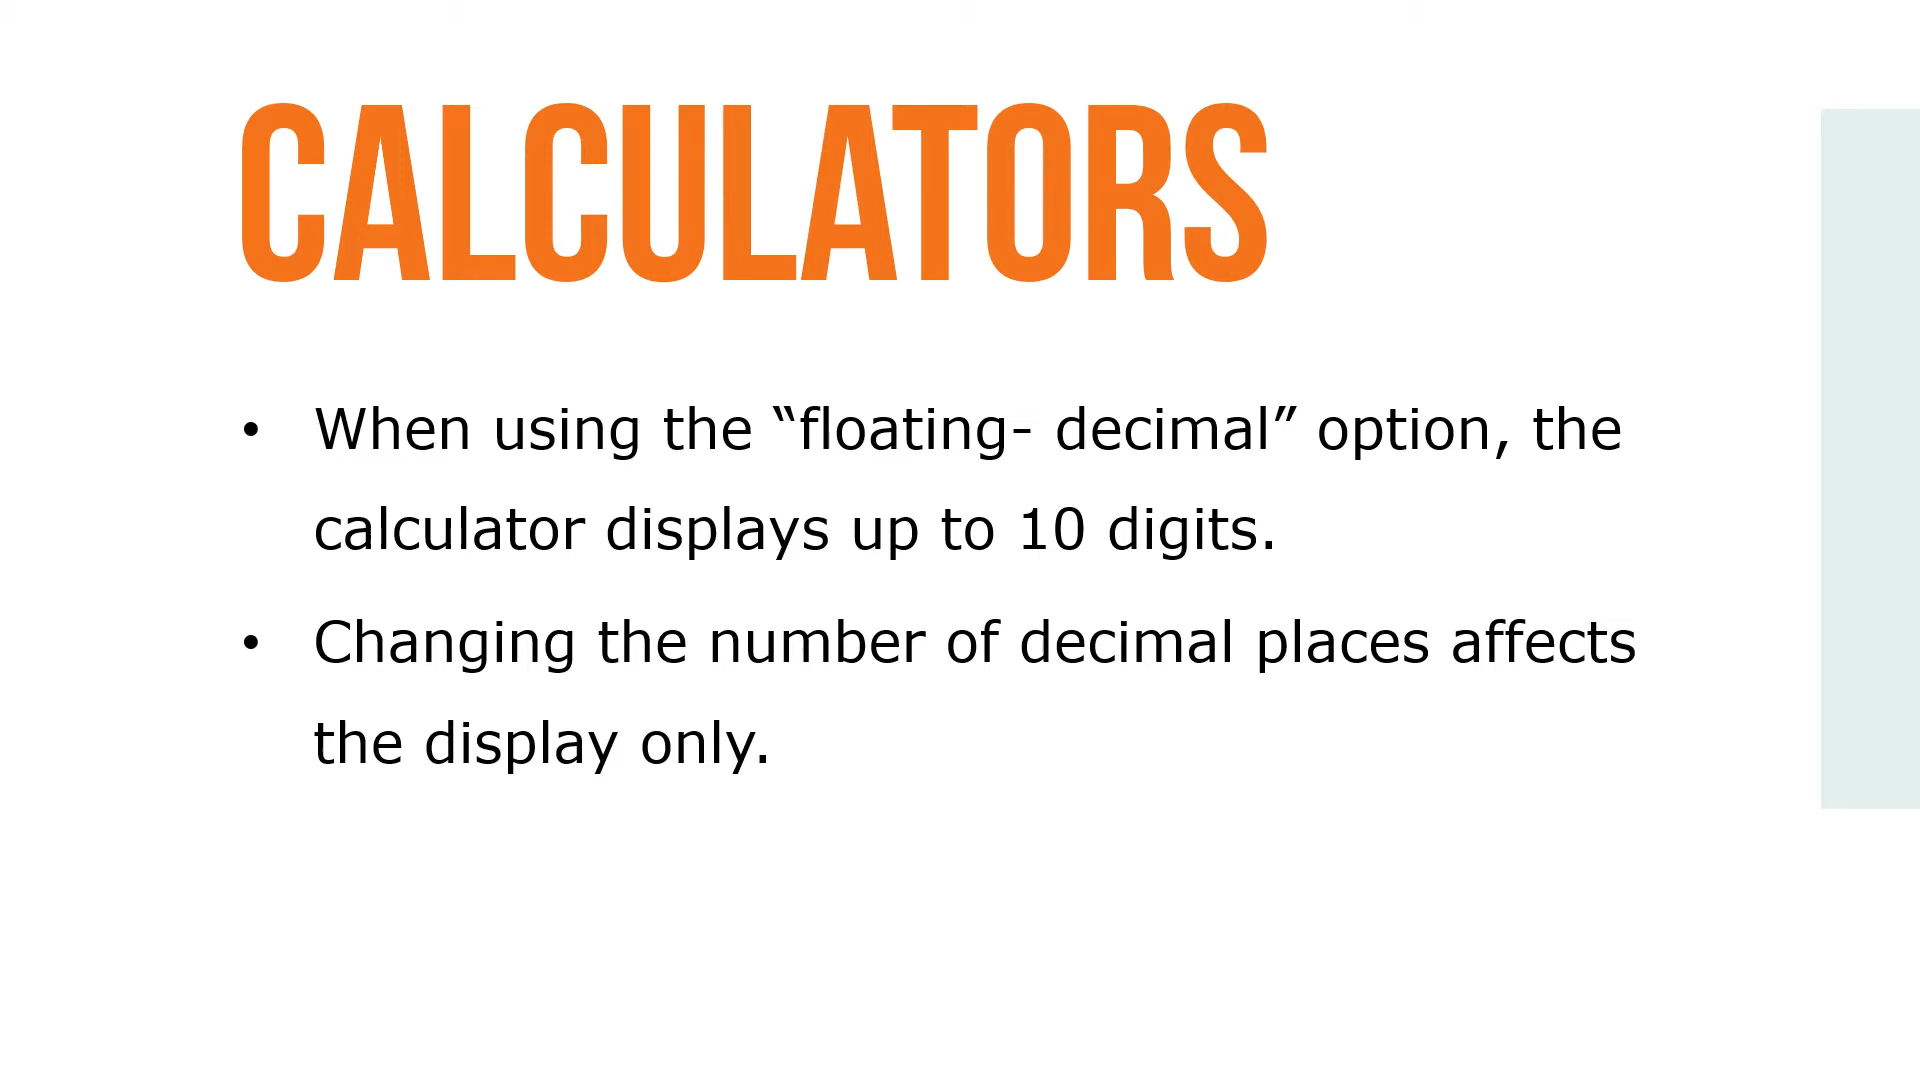 CALCULATORS
• When using the “floating- decimal” option, the
calculator displays up to 10 digits.
• Changing the number of decimal places affects
the display only.